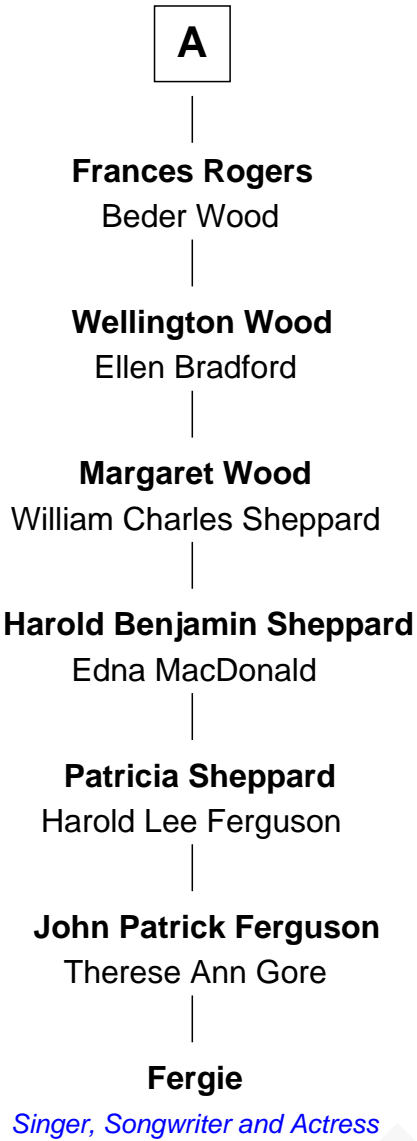 A
Frances Rogers
Beder Wood
Wellington Wood
Ellen Bradford
Margaret Wood
William Charles Sheppard
Harold Benjamin Sheppard
Edna MacDonald
Patricia Sheppard
Harold Lee Ferguson
John Patrick Ferguson
Therese Ann Gore
Fergie
Singer, Songwriter and Actress